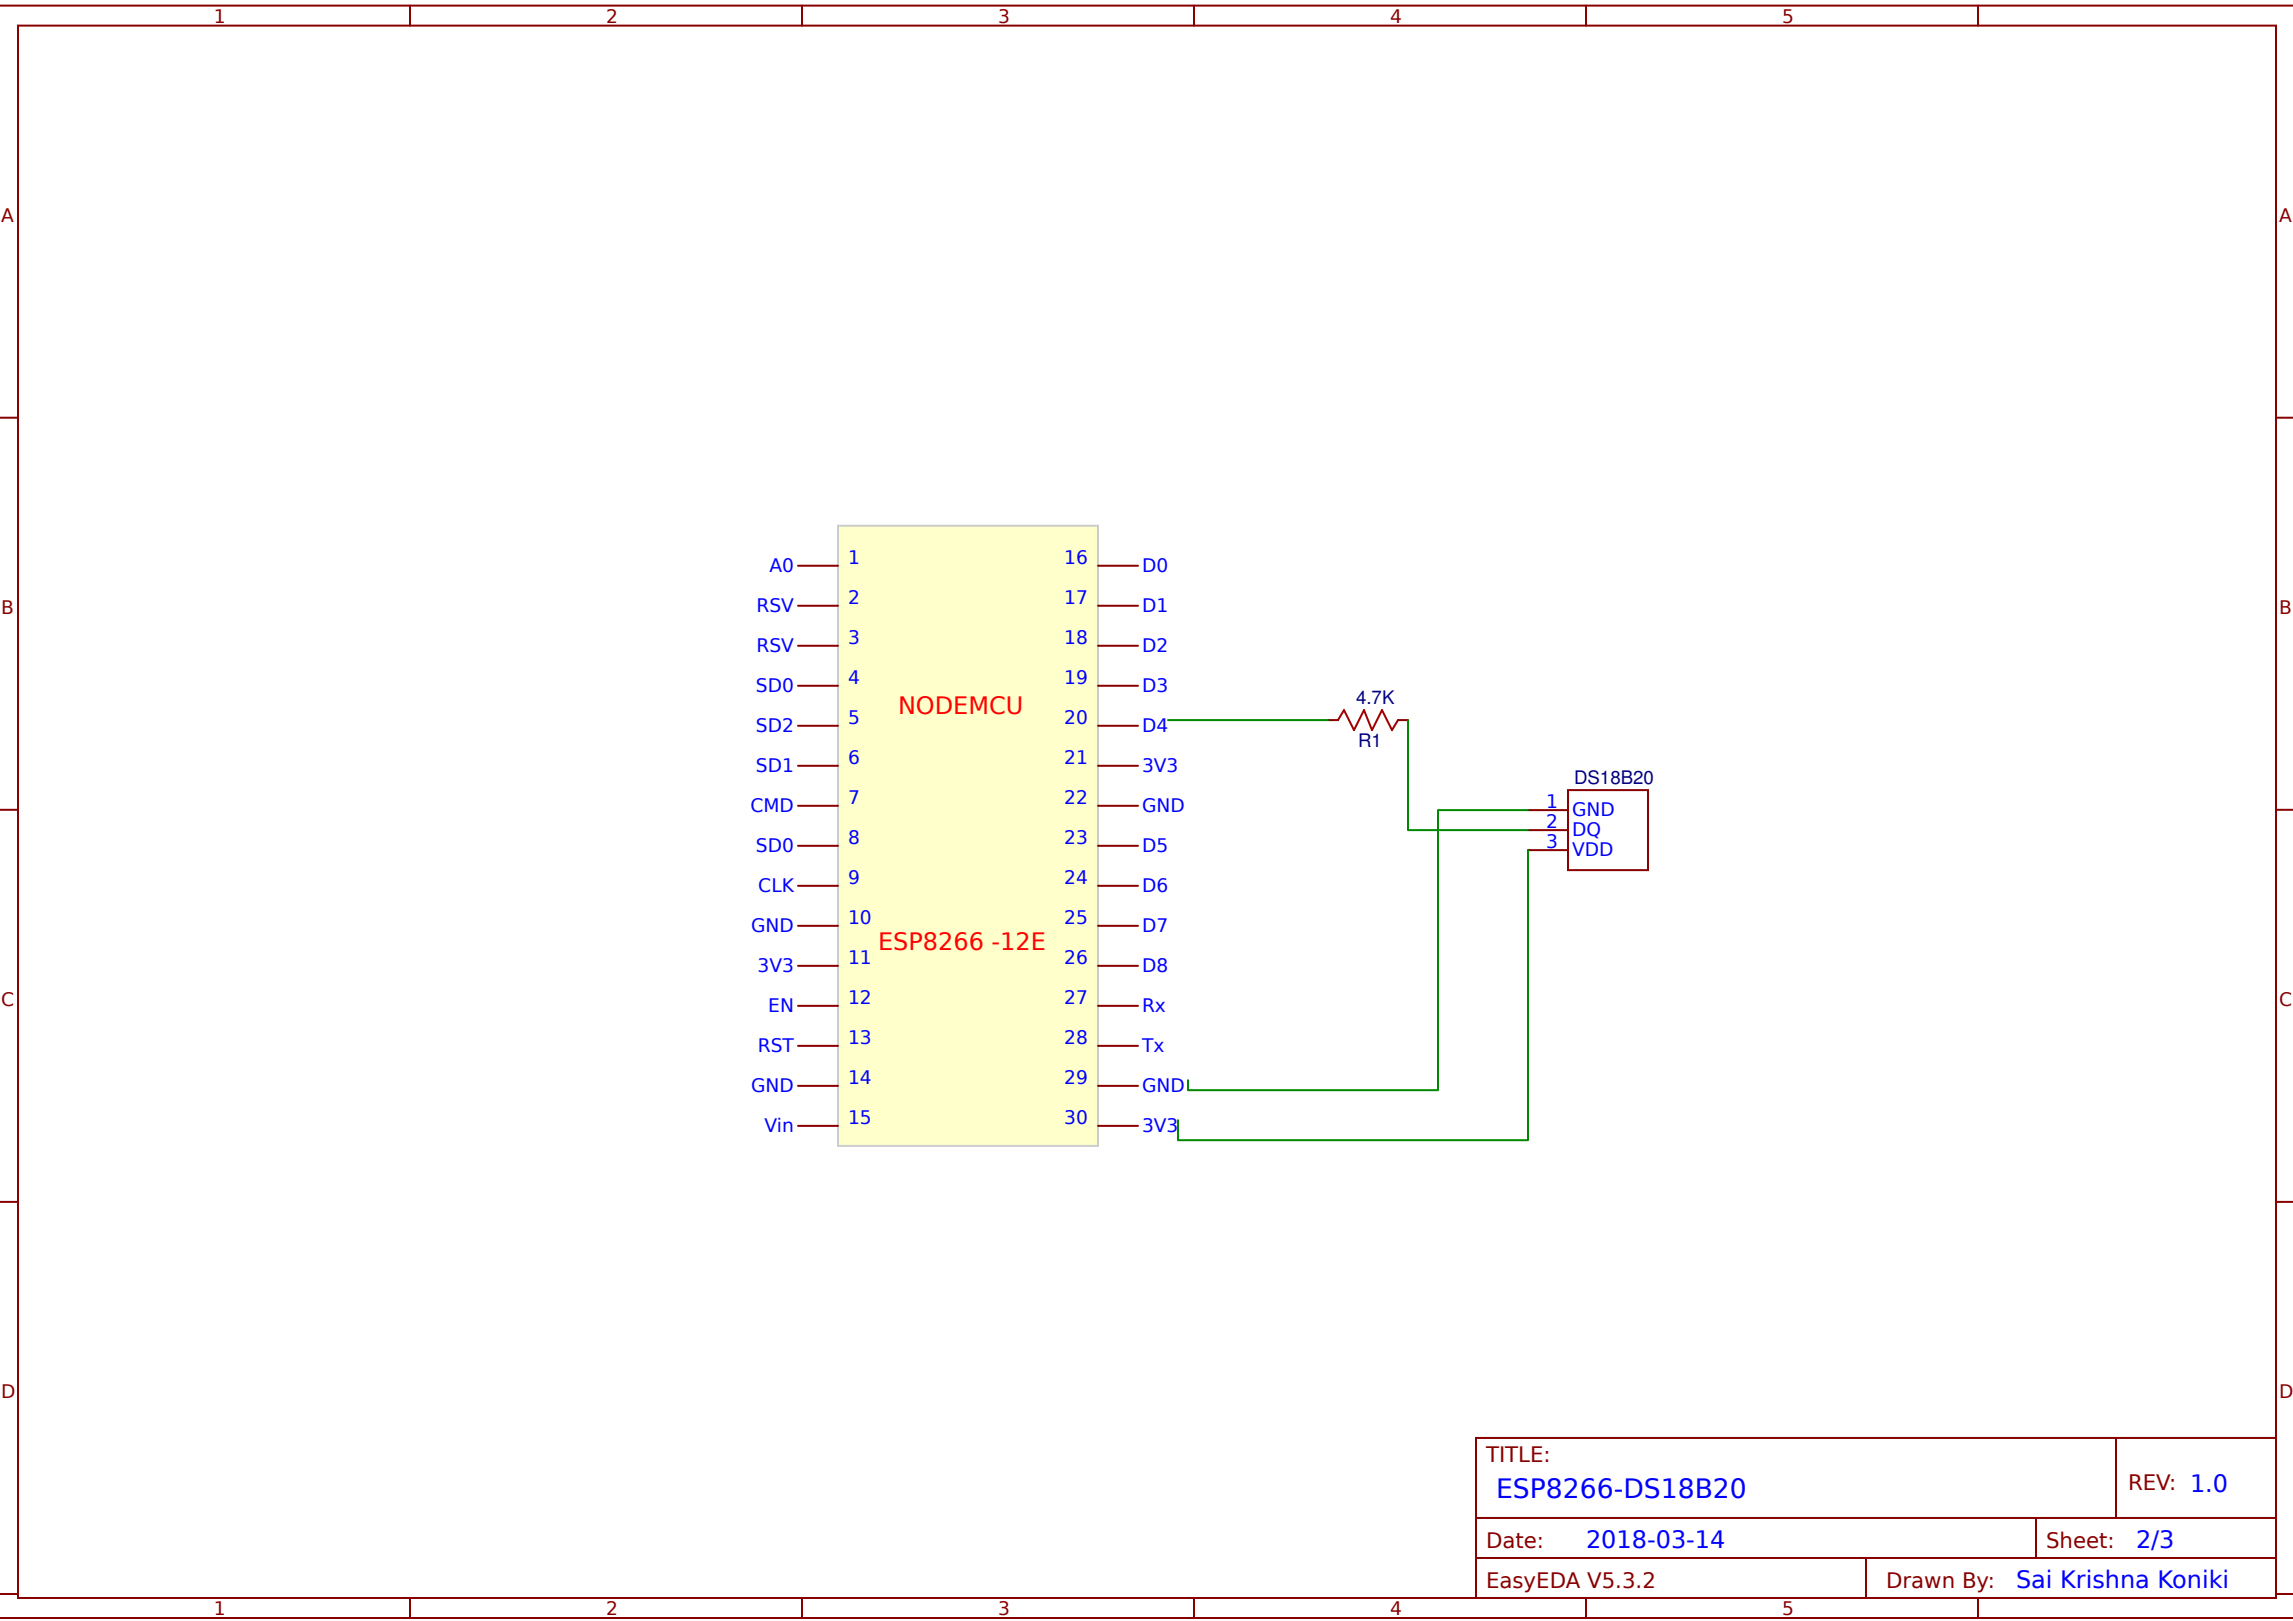 1 2 3 4 5
A A
B B
C C
D D
NODEMCU
ESP8266 -12E
A0 1 16 D0
RSV 2 17 D1
RSV 3 18 D2
SD0 4 19 D3
SD2 5 20 D4
SD1 6 21 3V3
CMD 7 22 GND
SD0 8 23 D5
CLK 9 24 D6
GND 10 25 D7
3V3 11 26 D8
EN 12 27 Rx
RST 13 28 Tx
GND 14 29 GND
Vin 15 30 3V3
4.7K
R1
DS18B20
1 GND
2 DQ
3 VDD
TITLE:
ESP8266-DS18B20
REV: 1.0
Date: 2018-03-14
Sheet: 2/3
EasyEDA V5.3.2
Drawn By: Sai Krishna Koniki
1 2 3 4 5